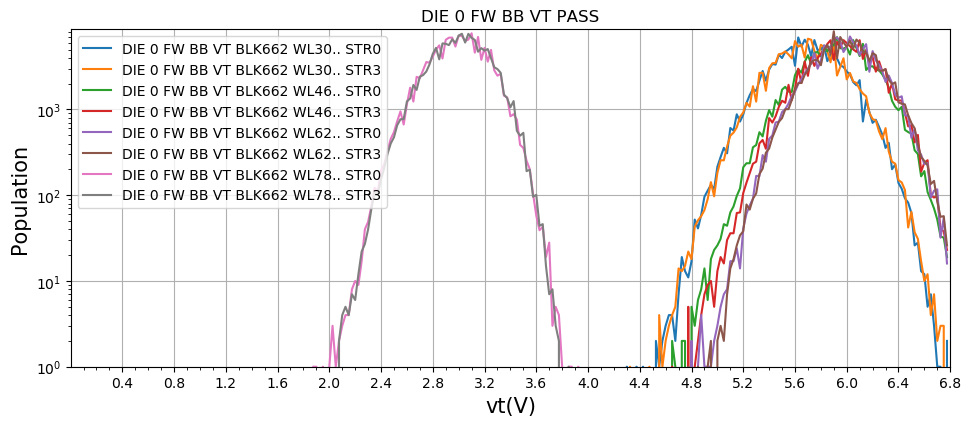 DIE 0 FW BB VT PASS
DIE 0 FW BB VT BLK662 WL30.. STR0
DIE 0 FW BB VT BLK662 WL30.. STR3
DIE 0 FW BB VT BLK662 WL46.. STR0
DIE 0 FW BB VT BLK662 WL46.. STR3
DIE 0 FW BB VT BLK662 WL62.. STR0
DIE 0 FW BB VT BLK662 WL62.. STR3
DIE 0 FW BB VT BLK662 WL78.. STR0
DIE 0 FW BB VT BLK662 WL78.. STR3
Population
10³
10²
10¹
10⁰
0.4 0.8 1.2 1.6 2.0 2.4 2.8 3.2 3.6 4.0 4.4 4.8 5.2 5.6 6.0 6.4 6.8
vt(V)